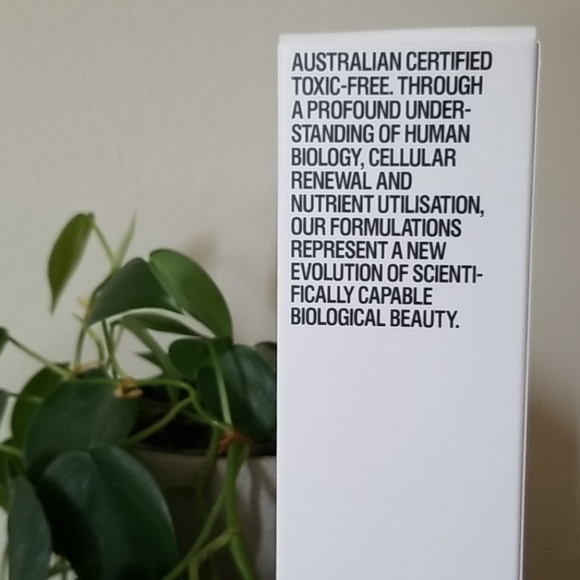 AUSTRALIAN CERTIFIED
TOXIC-FREE. THROUGH
A PROFOUND UNDER-
STANDING OF HUMAN
BIOLOGY, CELLULAR
RENEWAL AND
NUTRIENT UTILISATION,
OUR FORMULATIONS
REPRESENT A NEW
EVOLUTION OF SCIENTI-
FICALLY CAPABLE
BIOLOGICAL BEAUTY.